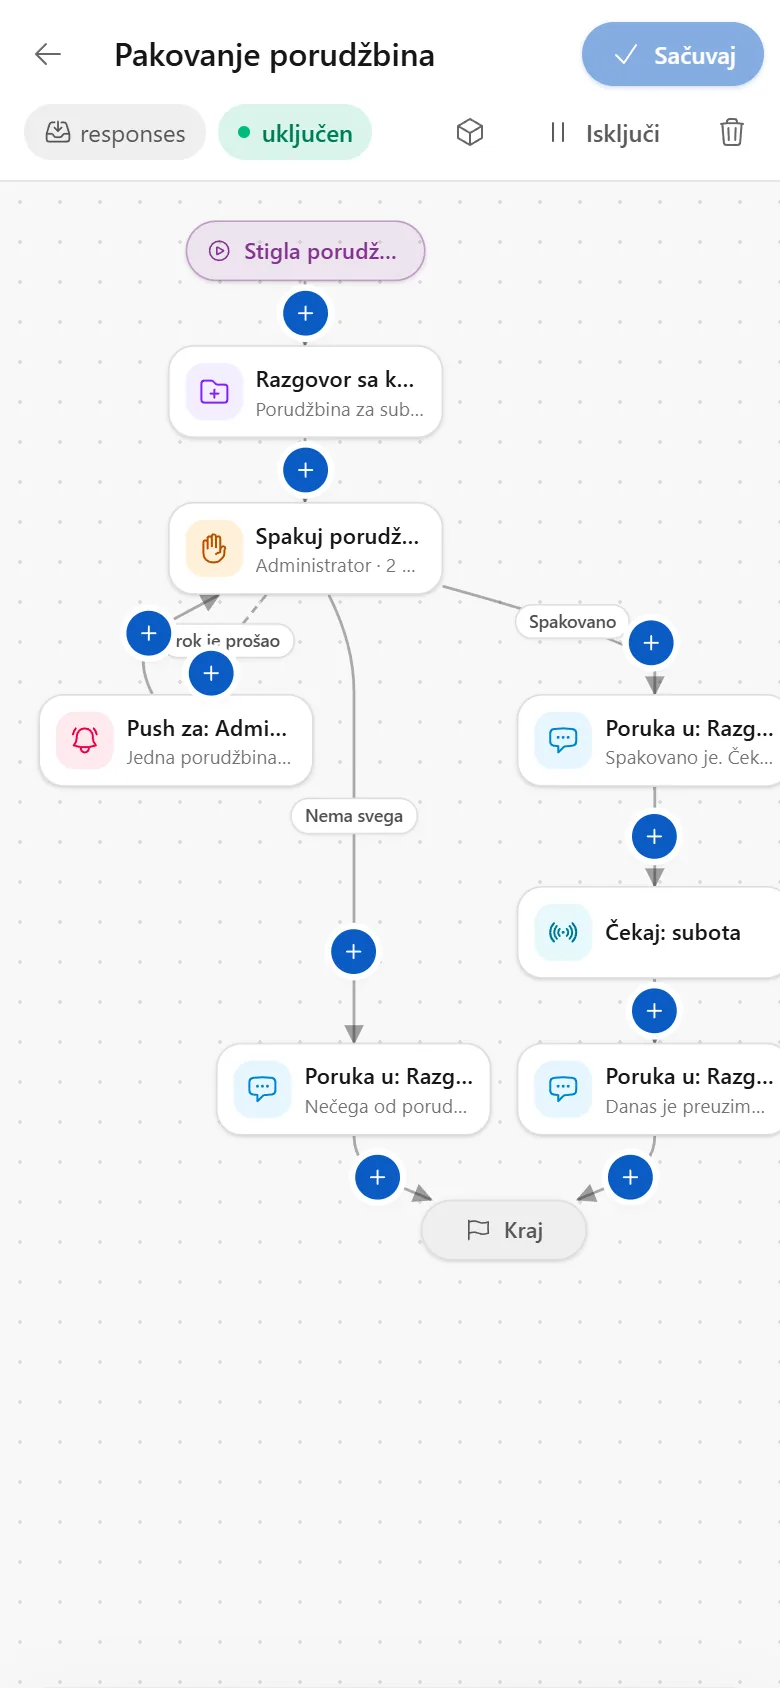 Pakovanje porudžbina
Sačuvaj
responses
uključen
Isključi
Stigla porudž...
Razgovor sa k...
Porudžbina za sub...
Spakuj porudž...
Administrator · 2 ...
Spakovano
rok je prošao
Push za: Admi...
Jedna porudžbina...
Poruka u: Razg...
Spakovano je. Ček...
Nema svega
Čekaj: subota
Poruka u: Razg...
Nečega od porud...
Poruka u: Razg...
Danas je preuzim...
Kraj